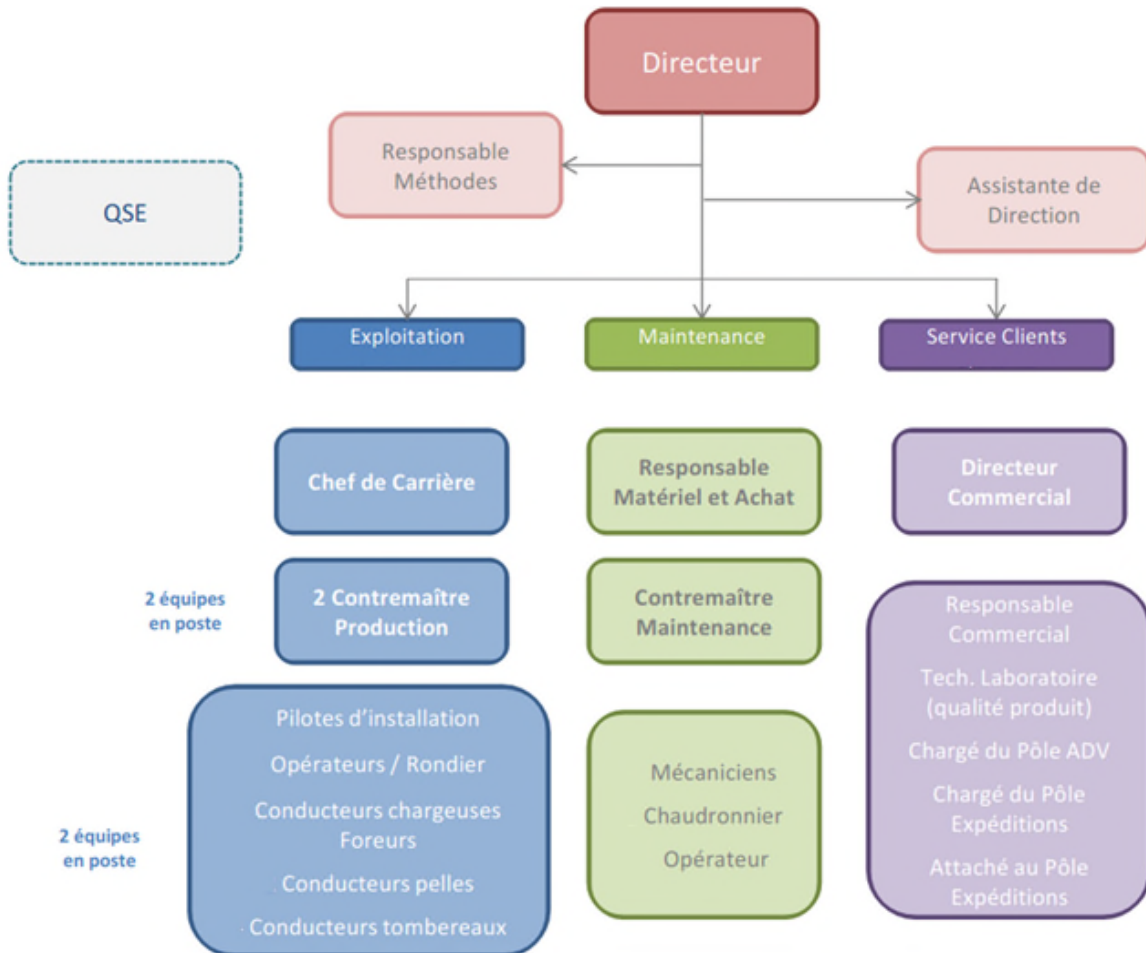 Directeur
Responsable
Méthodes
QSE
Assistante de
Direction
Exploitation
Maintenance
Service Clients
Chef de Carrière
Responsable
Matériel et Achat
Directeur
Commercial
2 équipes
en poste
2 Contremaître
Production
Contremaître
Maintenance
Responsable
Commercial
Tech. Laboratoire
(qualité produit)
Chargé du Pôle ADV
Chargé du Pôle
Expéditions
Attaché au Pôle
Expéditions
2 équipes
en poste
Pilotes d’installation
Opérateurs / Rondier
Conducteurs chargeuses
Foreurs
Conducteurs pelles
Conducteurs tombereaux
Mécaniciens
Chaudronnier
Opérateur